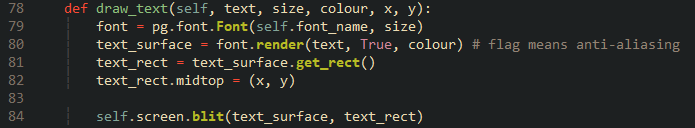 78 def draw_text(self, text, size, colour, x, y):
79 font = pg.font.Font(self.font_name, size)
80 text_surface = font.render(text, True, colour) # flag means anti-aliasing
81 text_rect = text_surface.get_rect()
82 text_rect.midtop = (x, y)
83
84 self.screen.blit(text_surface, text_rect)